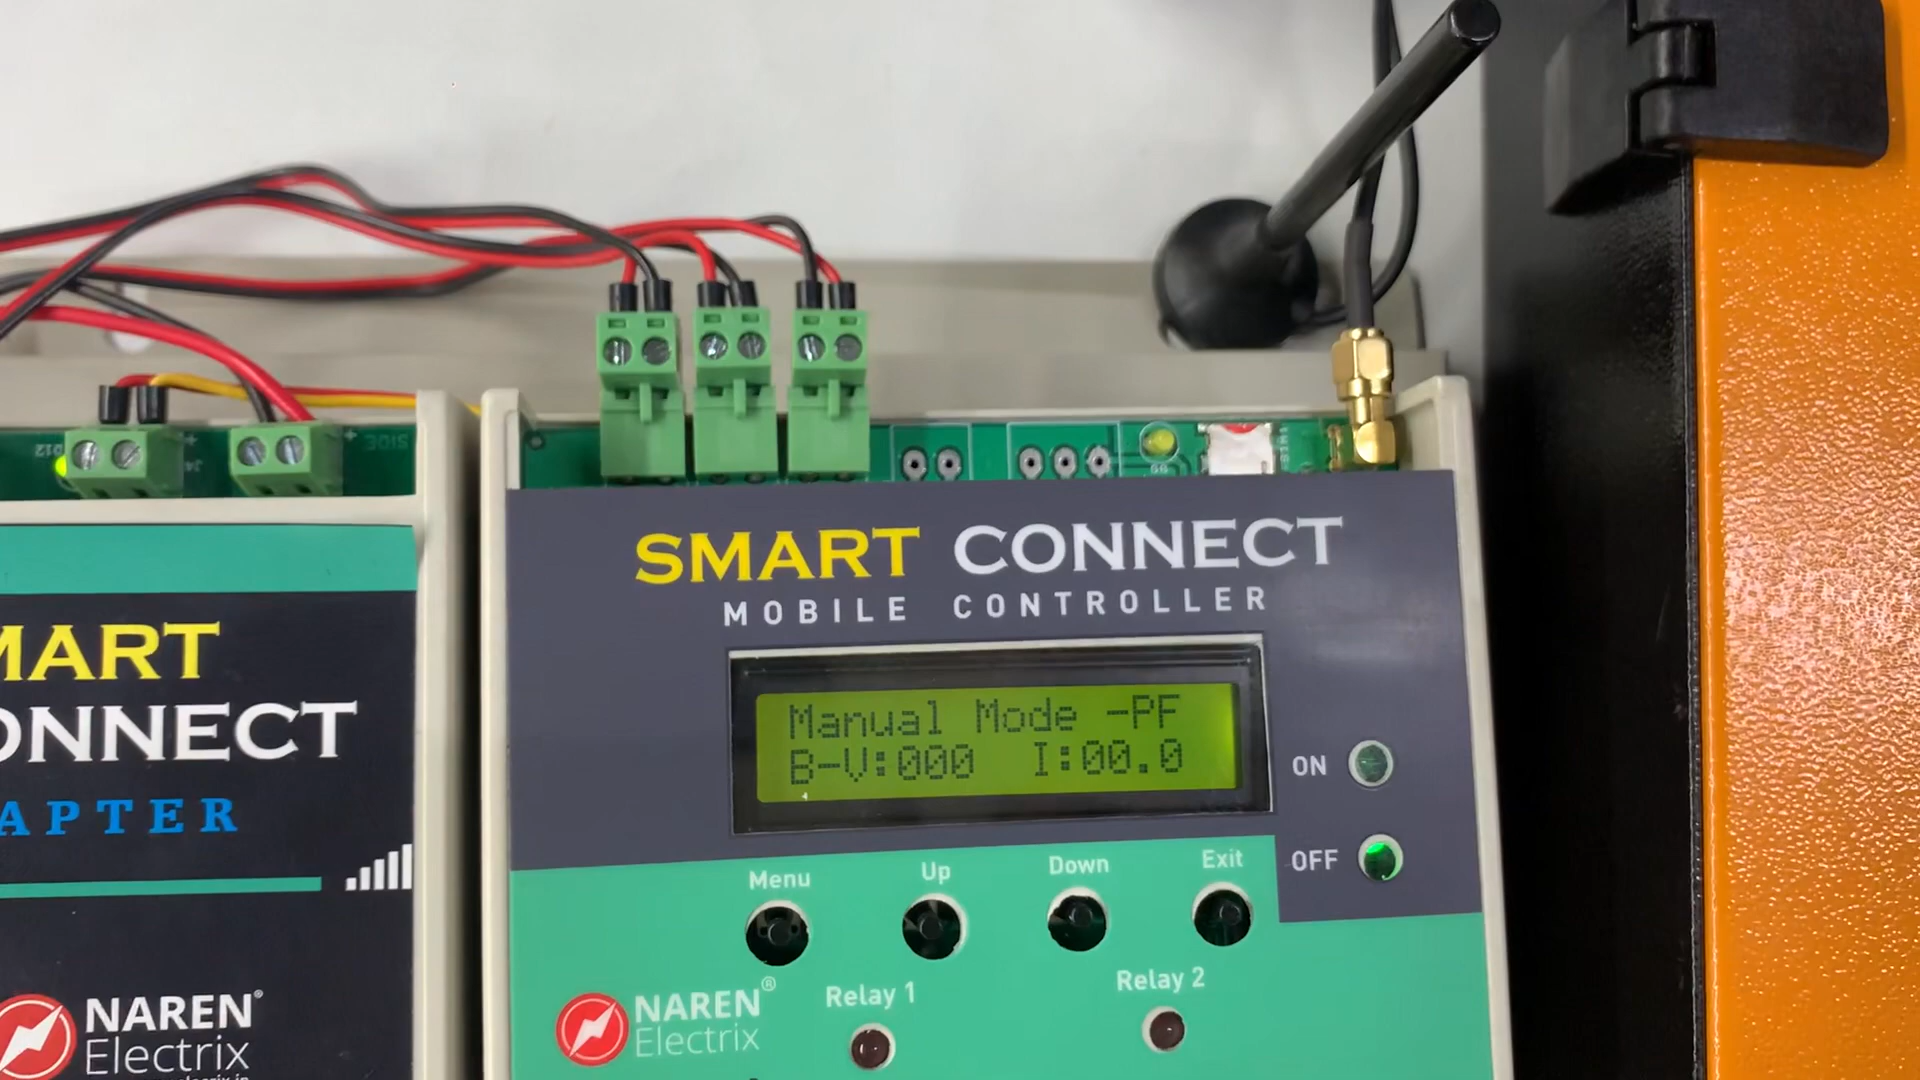 SIDE
SMART CONNECT
MOBILE CONTROLLER
Manual Mode -PF
B-V:000 I:00.0
ON
OFF
Menu Up Down Exit
Relay 1 Relay 2
NAREN®
Electrix
MART
ONNECT
APTER
NAREN®
Electrix